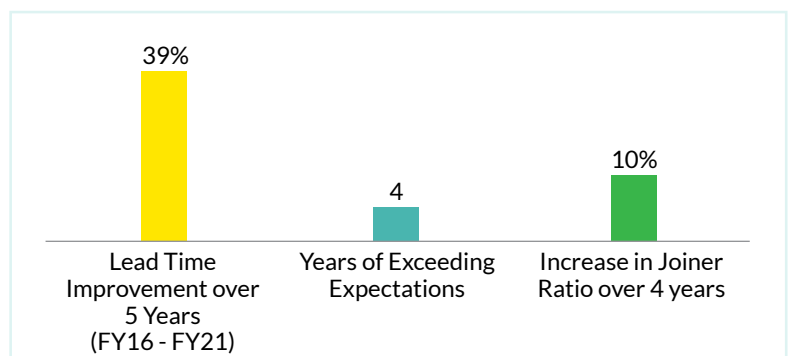 39%
4
10%
Lead Time
Improvement over
5 Years
(FY16 - FY21)
Years of Exceeding
Expectations
Increase in Joiner
Ratio over 4 years